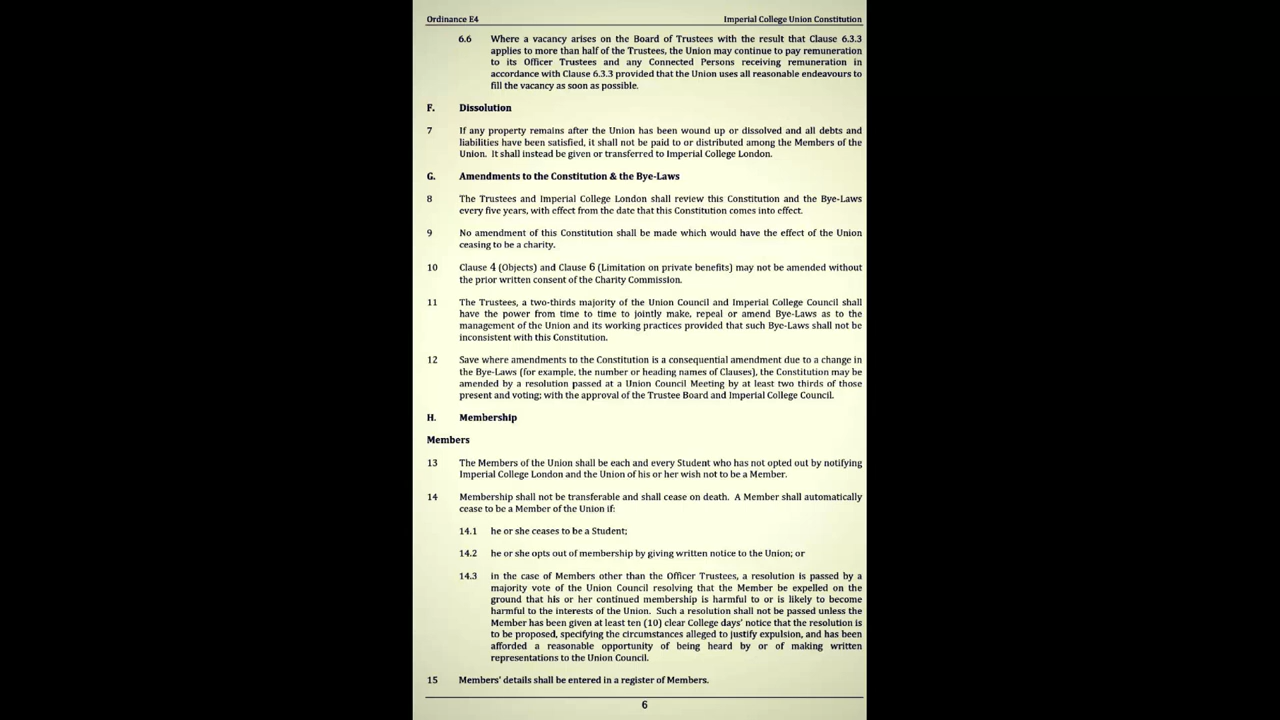 Ordinance E4 Imperial College Union Constitution
6.6 Where a vacancy arises on the Board of Trustees with the result that Clause 6.3.3
applies to more than half of the Trustees, the Union may continue to pay remuneration
to its Officer Trustees and any Connected Persons receiving remuneration in
accordance with Clause 6.3.3 provided that the Union uses all reasonable endeavours to
fill the vacancy as soon as possible.
F. Dissolution
7 If any property remains after the Union has been wound up or dissolved and all debts and
liabilities have been satisfied, it shall not be paid to or distributed among the Members of the
Union. It shall instead be given or transferred to Imperial College London.
G. Amendments to the Constitution & the Bye-Laws
8 The Trustees and Imperial College London shall review this Constitution and the Bye-Laws
every five years, with effect from the date that this Constitution comes into effect.
9 No amendment of this Constitution shall be made which would have the effect of the Union
ceasing to be a charity.
10 Clause 4 (Objects) and Clause 6 (Limitation on private benefits) may not be amended without
the prior written consent of the Charity Commission.
11 The Trustees, a two-thirds majority of the Union Council and Imperial College Council shall
have the power from time to time to jointly make, repeal or amend Bye-Laws as to the
management of the Union and its working practices provided that such Bye-Laws shall not be
inconsistent with this Constitution.
12 Save where amendments to the Constitution is a consequential amendment due to a change in
the Bye-Laws (for example, the number or heading names of Clauses), the Constitution may be
amended by a resolution passed at a Union Council Meeting by at least two thirds of those
present and voting; with the approval of the Trustee Board and Imperial College Council.
H. Membership
Members
13 The Members of the Union shall be each and every Student who has not opted out by notifying
Imperial College London and the Union of his or her wish not to be a Member.
14 Membership shall not be transferable and shall cease on death. A Member shall automatically
cease to be a Member of the Union if:
14.1 he or she ceases to be a Student;
14.2 he or she opts out of membership by giving written notice to the Union; or
14.3 in the case of Members other than the Officer Trustees, a resolution is passed by a
majority vote of the Union Council resolving that the Member be expelled on the
ground that his or her continued membership is harmful to or is likely to become
harmful to the interests of the Union. Such a resolution shall not be passed unless the
Member has been given at least ten (10) clear College days' notice that the resolution is
to be proposed, specifying the circumstances alleged to justify expulsion, and has been
afforded a reasonable opportunity of being heard by or of making written
representations to the Union Council.
15 Members' details shall be entered in a register of Members.
6